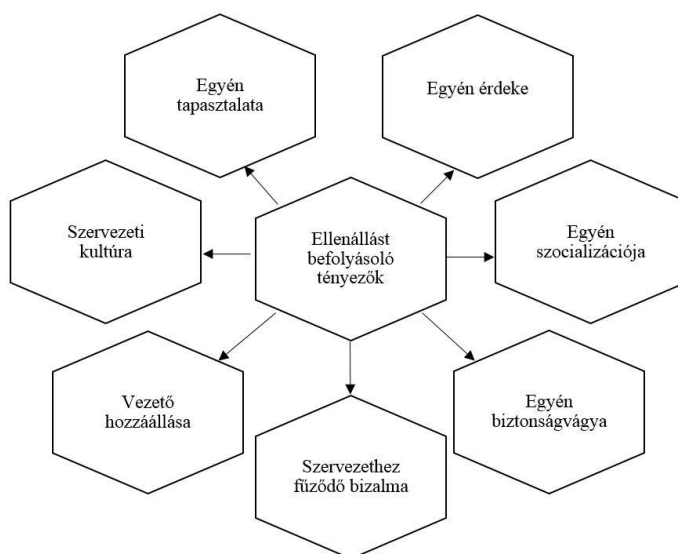 Egyén
tapasztalata
Egyén érdeke
Szervezeti
kultúra
Ellenállást
befolyásoló
tényezők
Egyén
szocializációja
Vezető
hozzáállása
Egyén
biztonságvágya
Szervezethez
fűződő bizalma